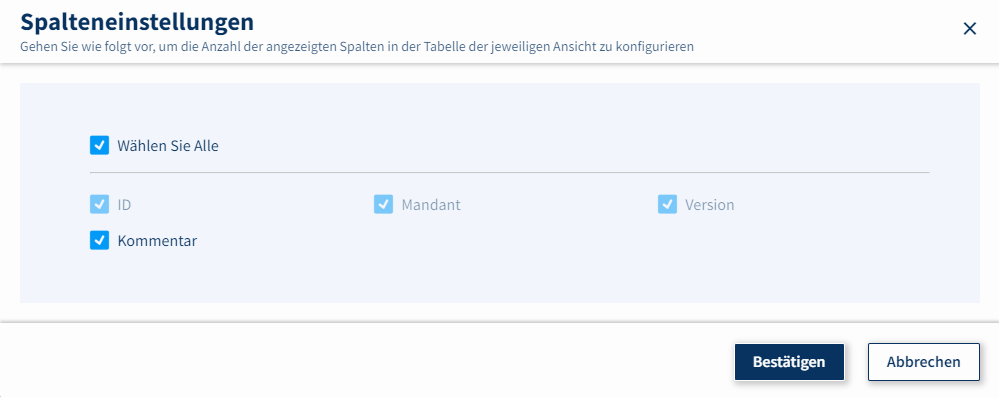 Spalteneinstellungen
Gehen Sie wie folgt vor, um die Anzahl der angezeigten Spalten in der Tabelle der jeweiligen Ansicht zu konfigurieren
Wählen Sie Alle
ID Mandant Version
Kommentar
Bestätigen Abbrechen